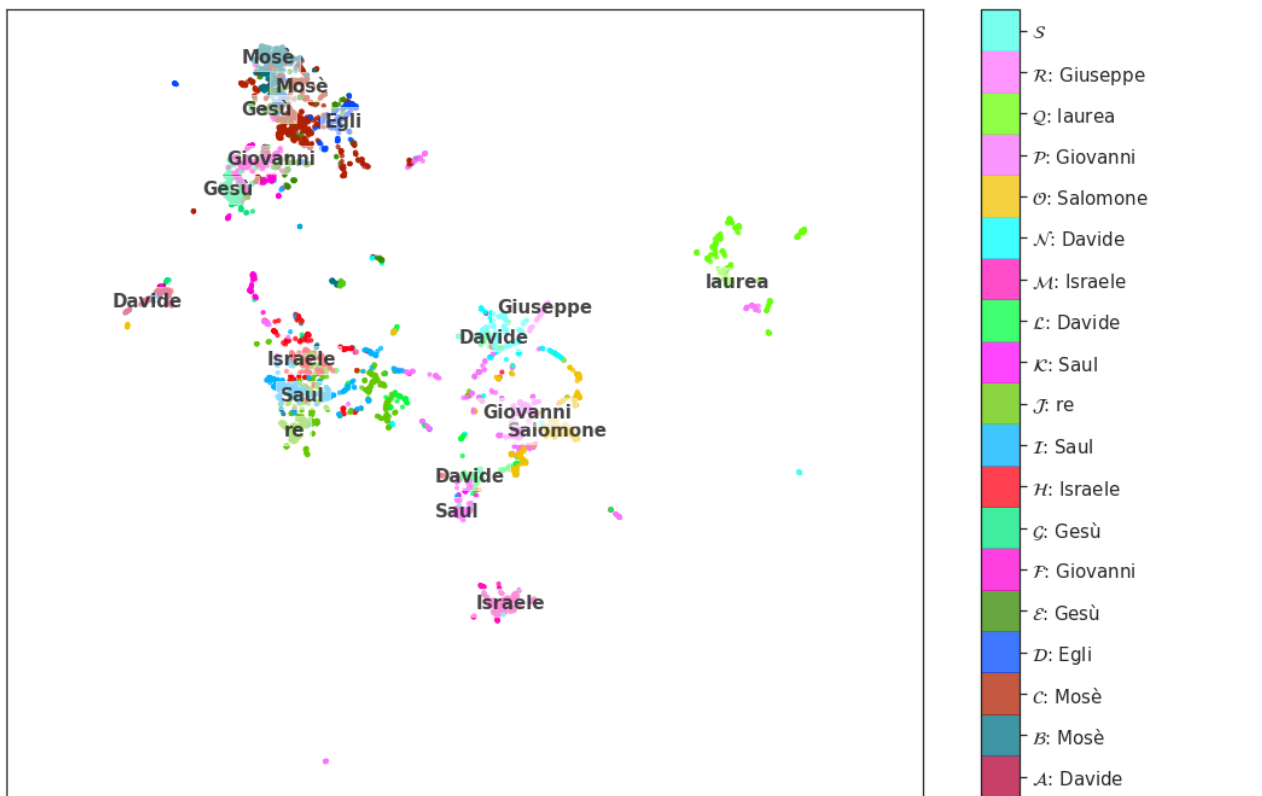 Mosè
Mosè
Gesù
Egli
Giovanni
Gesù
laurea
Davide
Giuseppe
Davide
Israele
Saul
Giovanni
re
Salomone
Davide
Saul
Israele
S
R: Giuseppe
Q: laurea
P: Giovanni
O: Salomone
N: Davide
M: Israele
L: Davide
K: Saul
J: re
I: Saul
H: Israele
G: Gesù
F: Giovanni
E: Gesù
D: Egli
C: Mosè
B: Mosè
A: Davide